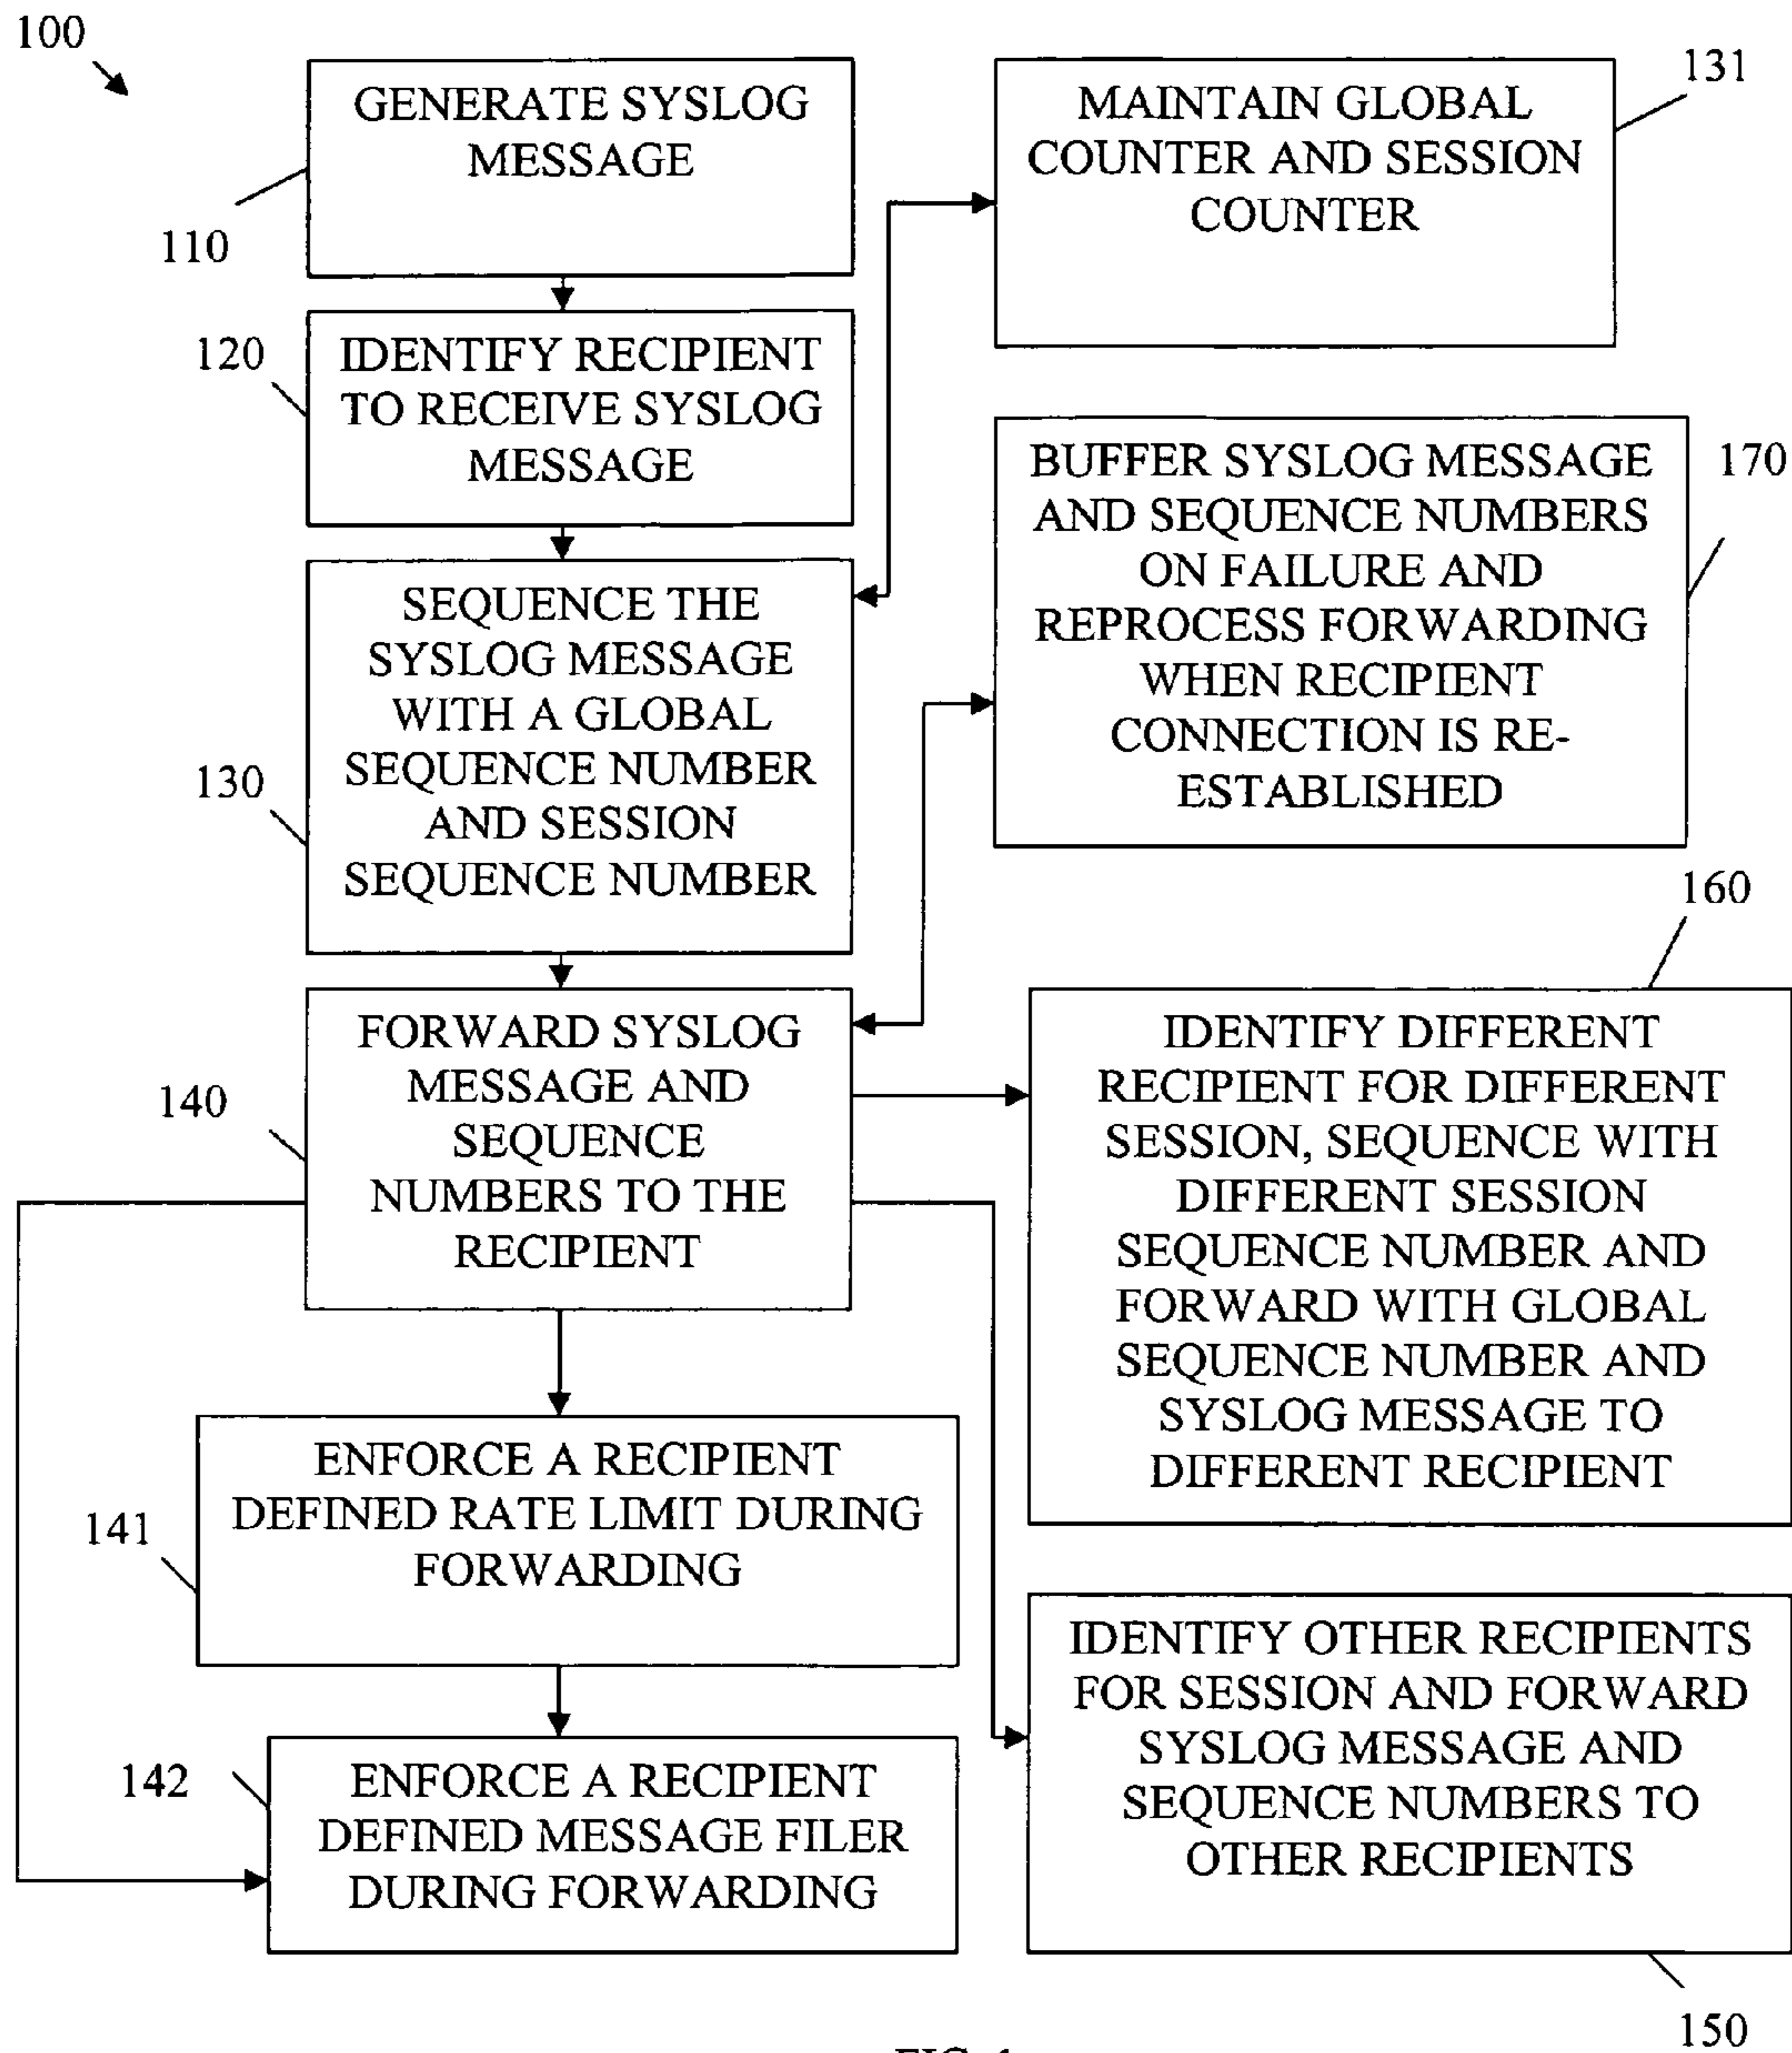 100
GENERATE SYSLOG
MESSAGE
110
131
MAINTAIN GLOBAL
COUNTER AND SESSION
COUNTER
120
IDENTIFY RECIPIENT
TO RECEIVE SYSLOG
MESSAGE
170
BUFFER SYSLOG MESSAGE
AND SEQUENCE NUMBERS
ON FAILURE AND
REPROCESS FORWARDING
WHEN RECIPIENT
CONNECTION IS RE-
ESTABLISHED
130
SEQUENCE THE
SYSLOG MESSAGE
WITH A GLOBAL
SEQUENCE NUMBER
AND SESSION
SEQUENCE NUMBER
160
140
FORWARD SYSLOG
MESSAGE AND
SEQUENCE
NUMBERS TO THE
RECIPIENT
IDENTIFY DIFFERENT
RECIPIENT FOR DIFFERENT
SESSION, SEQUENCE WITH
DIFFERENT SESSION
SEQUENCE NUMBER AND
FORWARD WITH GLOBAL
SEQUENCE NUMBER AND
SYSLOG MESSAGE TO
DIFFERENT RECIPIENT
141
ENFORCE A RECIPIENT
DEFINED RATE LIMIT DURING
FORWARDING
142
ENFORCE A RECIPIENT
DEFINED MESSAGE FILER
DURING FORWARDING
IDENTIFY OTHER RECIPIENTS
FOR SESSION AND FORWARD
SYSLOG MESSAGE AND
SEQUENCE NUMBERS TO
OTHER RECIPIENTS
150